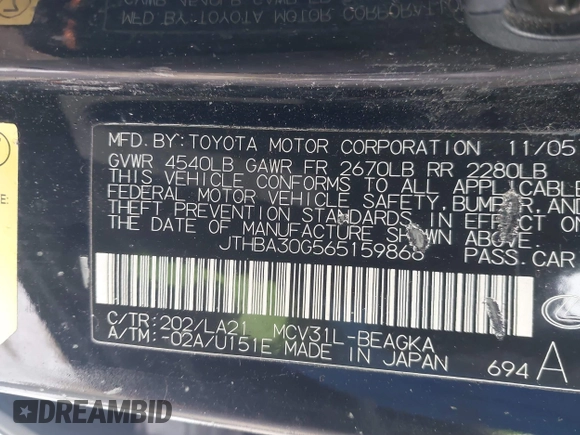 MFD.BY:TOYOTA MOTOR CORPORATION 11/05
GVWR 4540LB GAWR FR 2670LB RR 2280LB
THIS VEHICLE CONFORMS TO ALL APPLICABLE
FEDERAL MOTOR VEHICLE SAFETY,BUMPER, AND
THEFT PREVENTION STANDARDS IN EFFECT ON
THE DATE OF MANUFACTURE SHOWN ABOVE.
JTHBA30G565159868 PASS.CAR
C/TR:202/LA21 MCV31L-BEAGKA
A/TM:-02A/U151E MADE IN JAPAN
694 A
DREAMBID